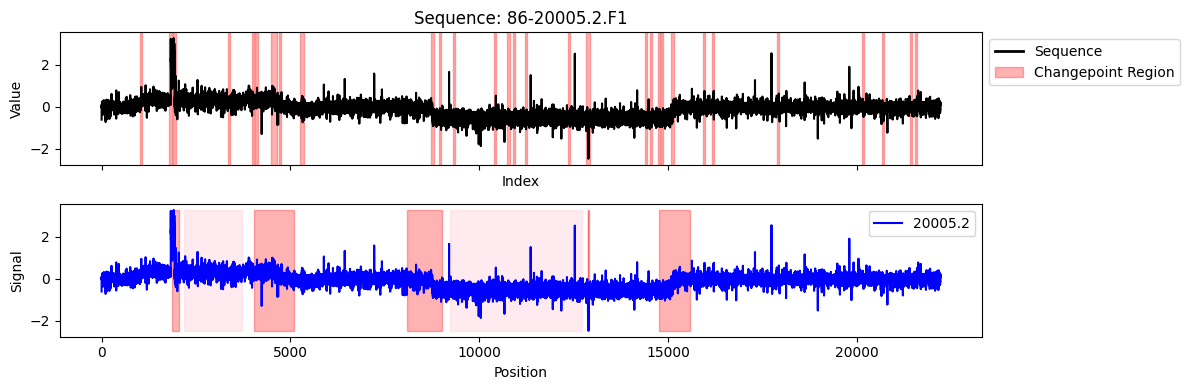 Sequence: 86-20005.2.F1
Value
2
0
−2
Index
Sequence
Changepoint Region
Signal
2
0
−2
20005.2
0
5000
10000
15000
20000
Position